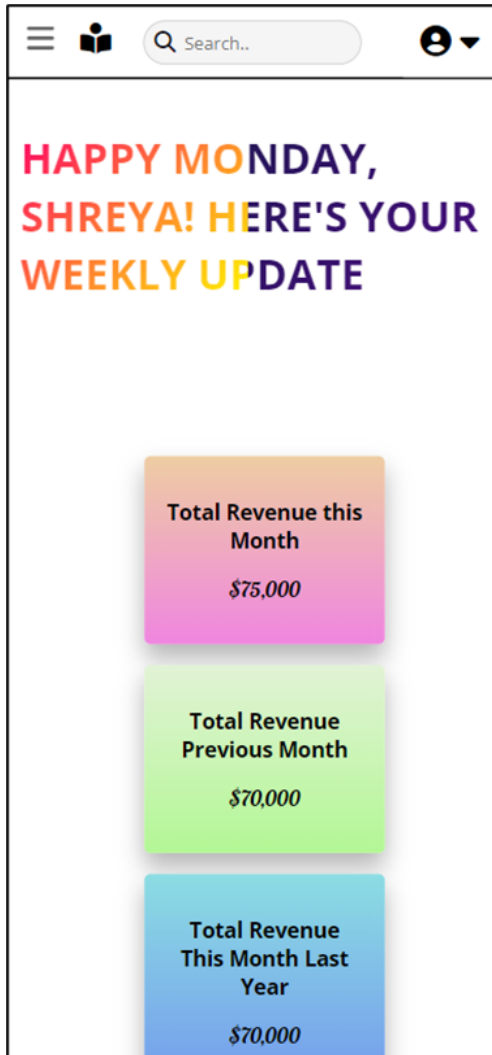 Search..
HAPPY MONDAY,
SHREYA! HERE'S YOUR
WEEKLY UPDATE
Total Revenue this
Month
$75,000
Total Revenue
Previous Month
$70,000
Total Revenue
This Month Last
Year
$70,000